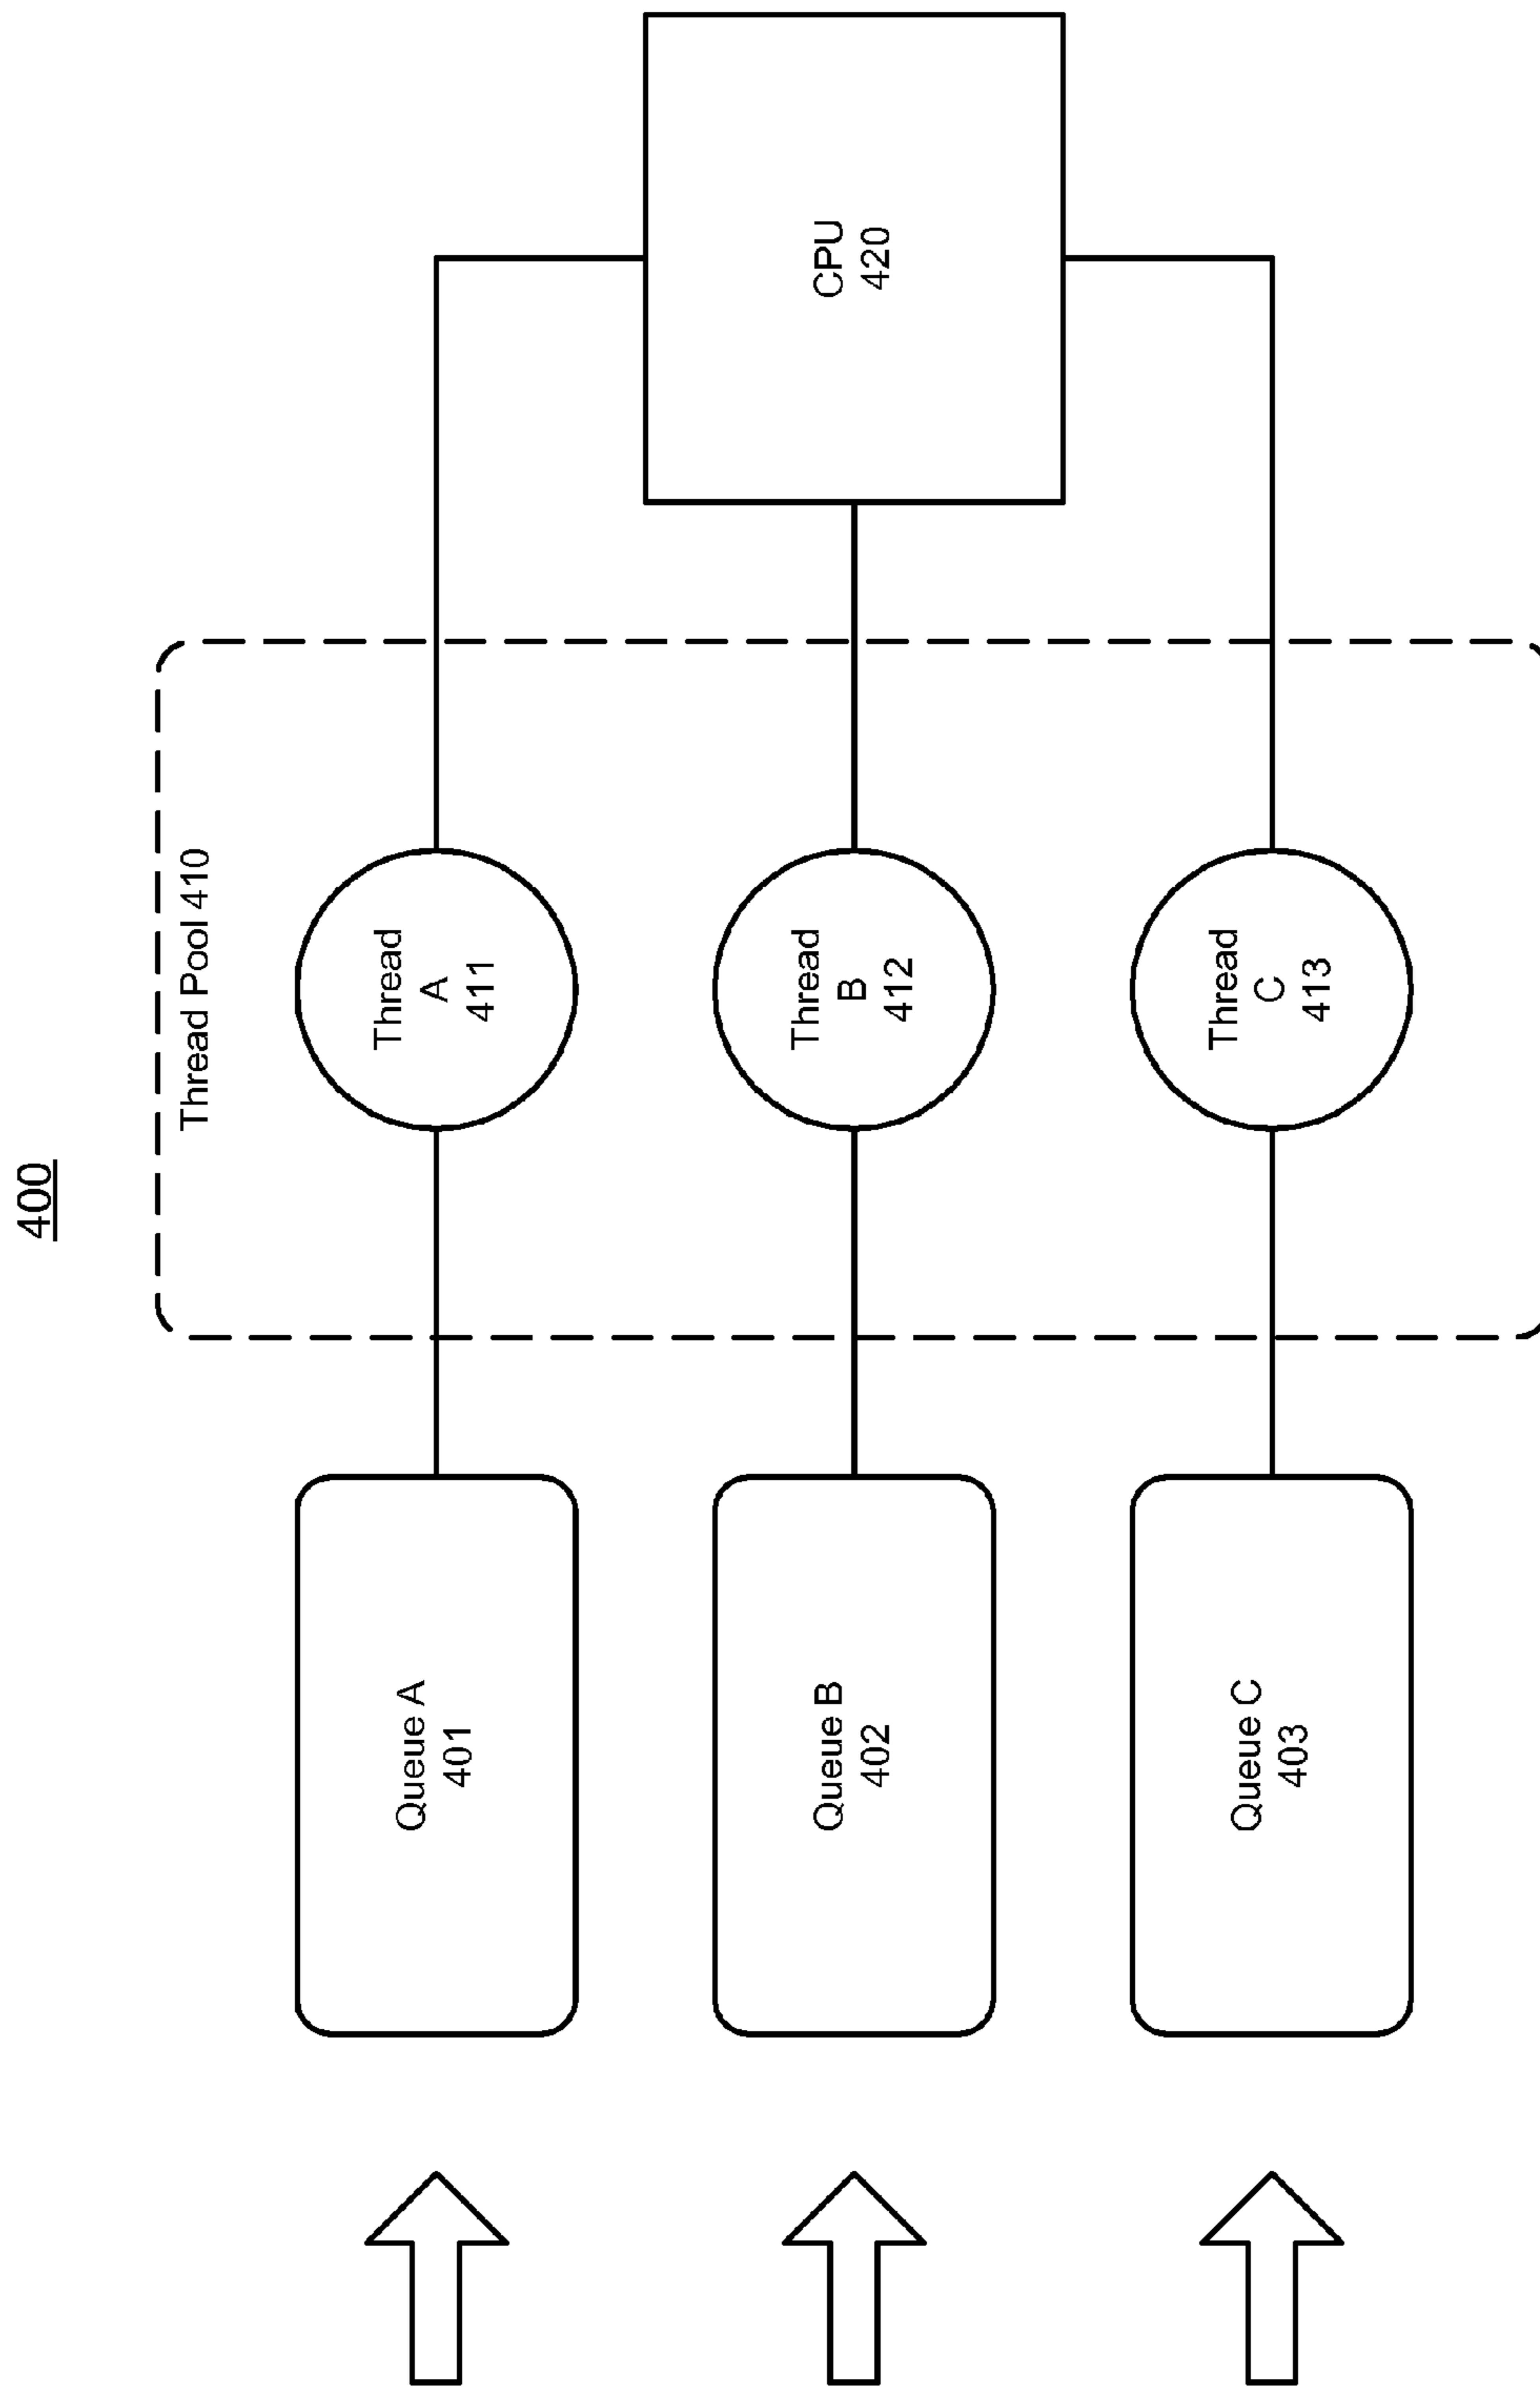 400
Thread Pool 410
Queue A
401
Thread
A
411
Queue B
402
Thread
B
412
CPU
420
Queue C
403
Thread
C
413